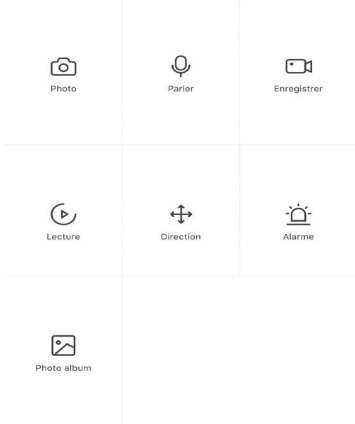 Photo
Parler
Enregistrer
Lecture
Direction
Alarme
Photo album